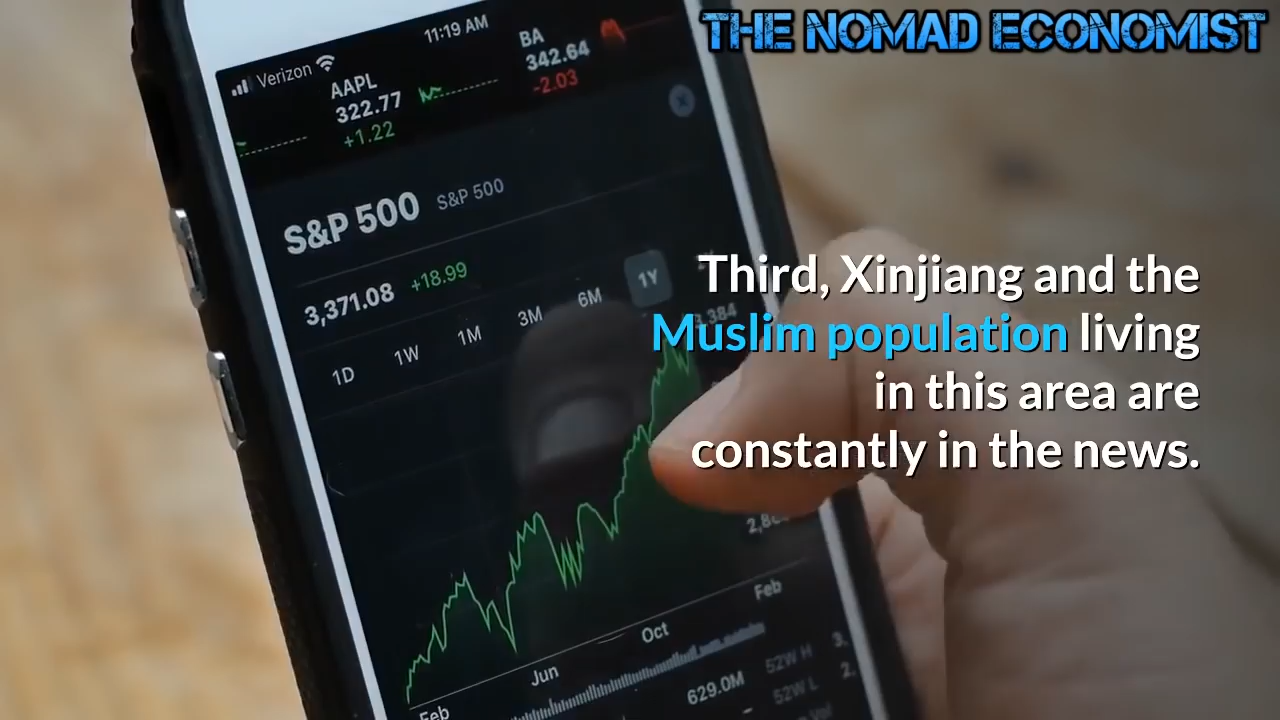 THE NOMAD ECONOMIST
11:19 AM
Verizon
AAPL
322.77
+1.22
BA
342.64
-2.03
S&P 500 S&P 500
3,371.08 +18.99
1D 1W 1M 3M 6M 1Y
3,384
Third, Xinjiang and the
Muslim population living
in this area are
constantly in the news.
Feb Jun Oct Feb
629.0M
52W H
52W L